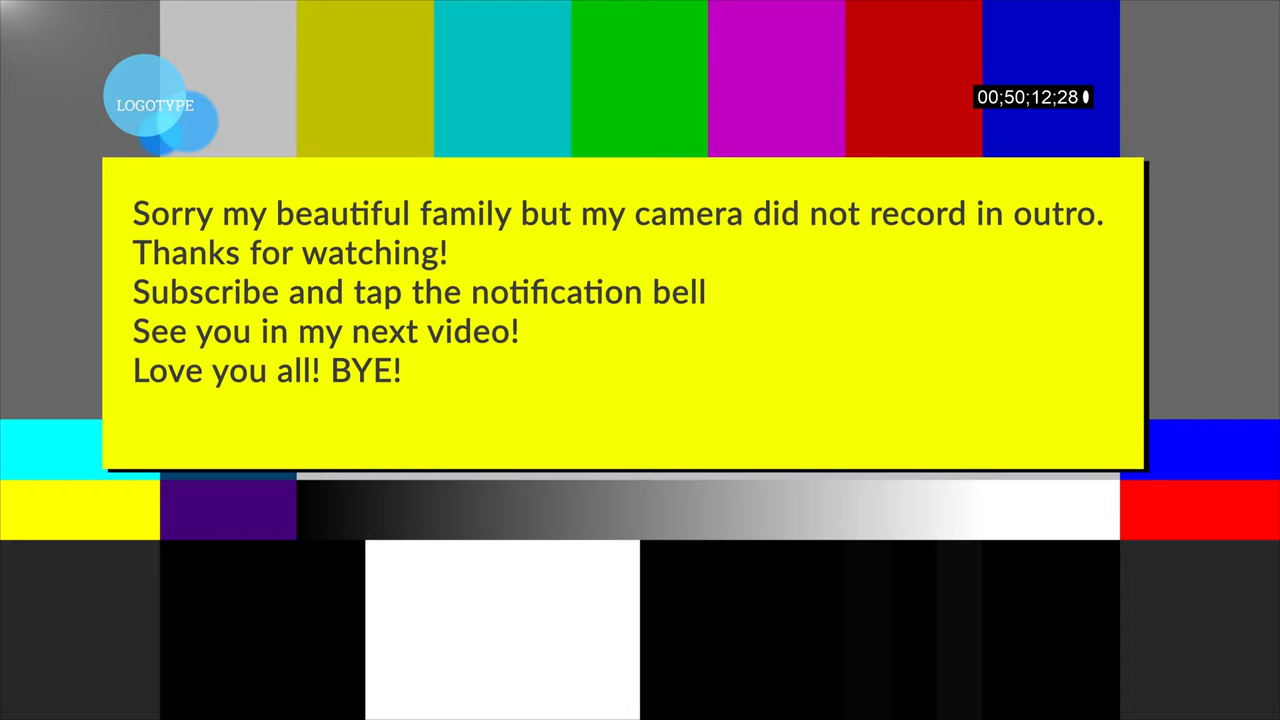 LOGOTYPE
00;50;12;28
Sorry my beautiful family but my camera did not record in outro.
Thanks for watching!
Subscribe and tap the notification bell
See you in my next video!
Love you all! BYE!